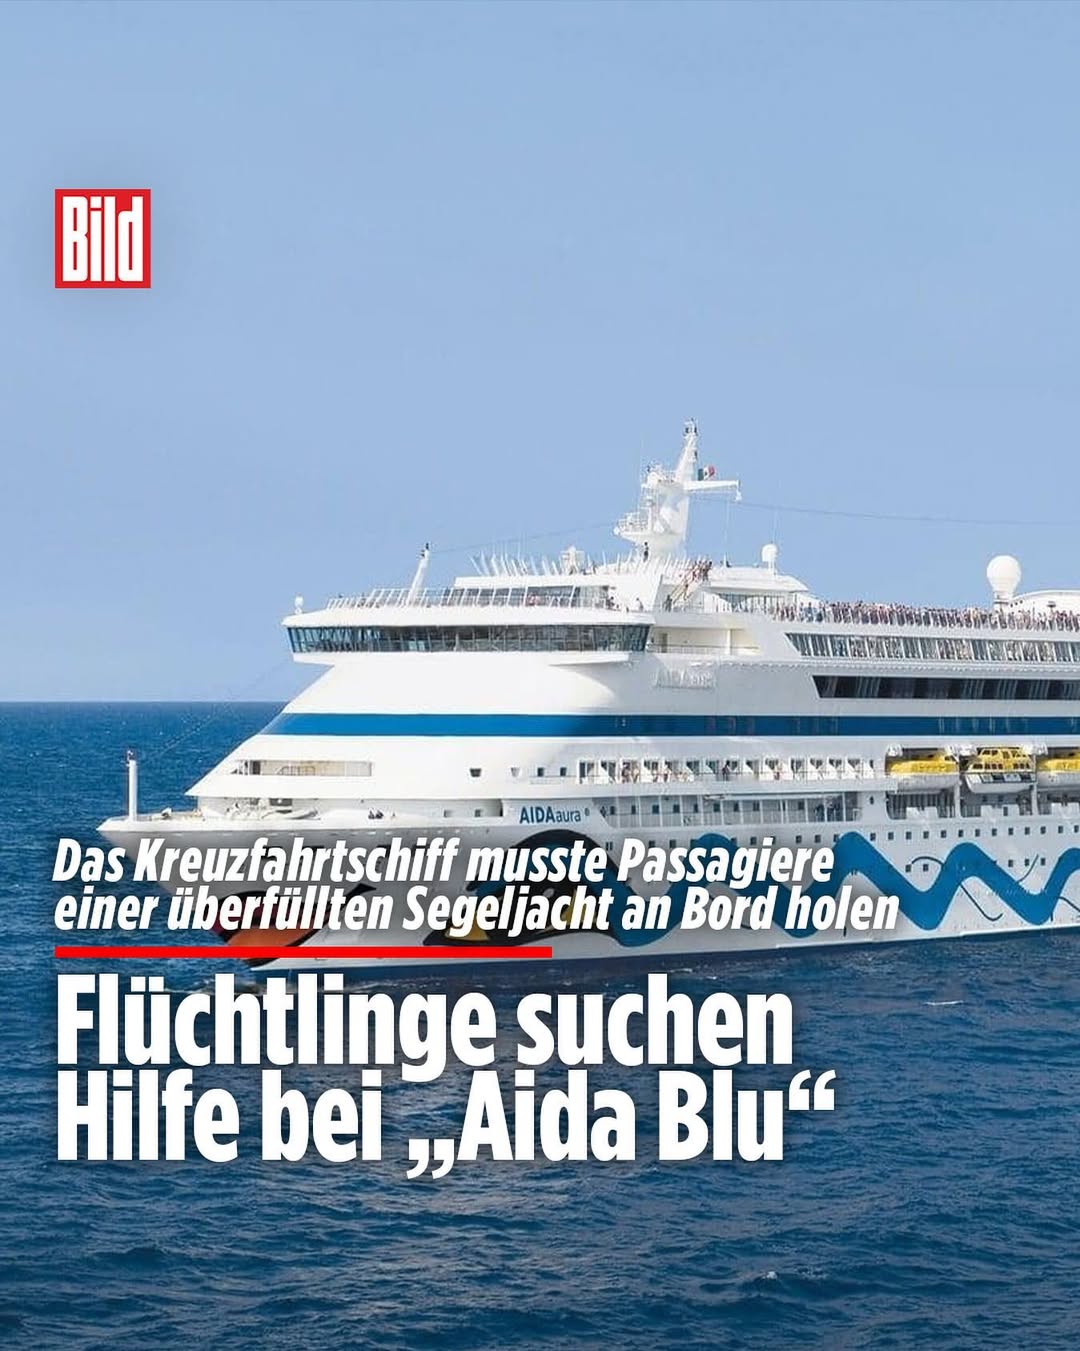 Bild
AIDAaura
Das Kreuzfahrtschiff musste Passagiere
einer überfüllten Segeljacht an Bord holen
Flüchtlinge suchen
Hilfe bei „Aida Blu“